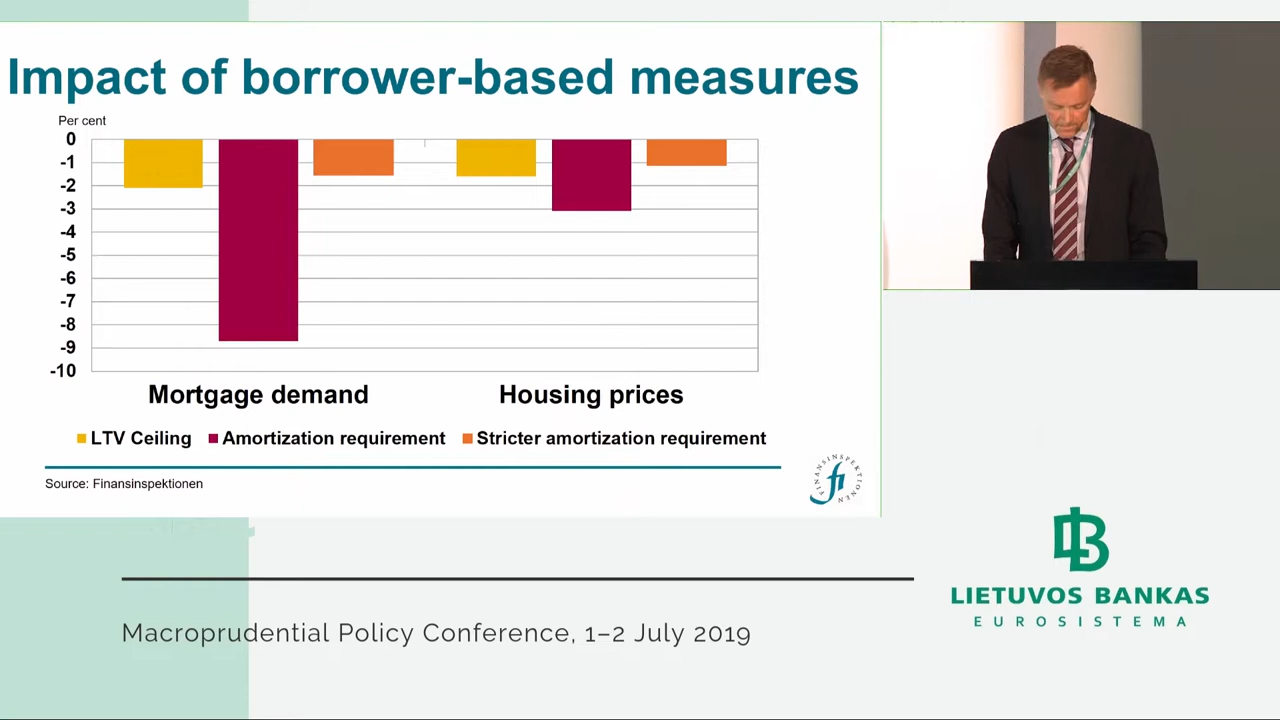 Impact of borrower-based measures
Per cent
0
-1
-2
-3
-4
-5
-6
-7
-8
-9
-10
Mortgage demand
Housing prices
LTV Ceiling
Amortization requirement
Stricter amortization requirement
Source: Finansinspektionen
FINANSINSPEKTIONEN
fi
LIETUVOS BANKAS
EUROSISTEMA
Macroprudential Policy Conference, 1–2 July 2019